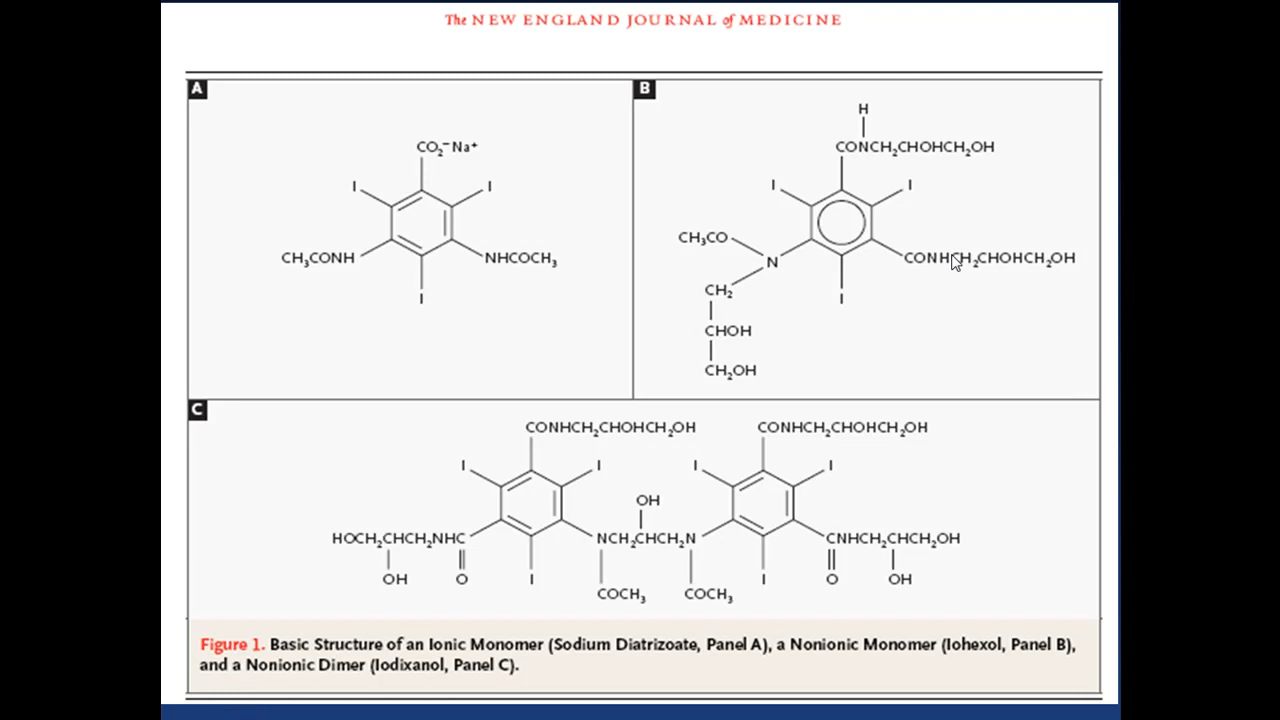 The NEW ENGLAND JOURNAL of MEDICINE
A
CO₂⁻Na⁺
I I
CH₃CONH NHCOCH₃
I
B
H
CONCH₂CHOHCH₂OH
I I
CH₃CO
N
CONHCH₂CHOHCH₂OH
CH₂
I
CHOH
CH₂OH
C
CONHCH₂CHOHCH₂OH CONHCH₂CHOHCH₂OH
I I I I
OH
HOCH₂CHCH₂NHC NCH₂CHCH₂N CNHCH₂CHCH₂OH
OH O I I O OH
COCH₃ COCH₃
Figure 1. Basic Structure of an Ionic Monomer (Sodium Diatrizoate, Panel A), a Nonionic Monomer (Iohexol, Panel B),
and a Nonionic Dimer (Iodixanol, Panel C).